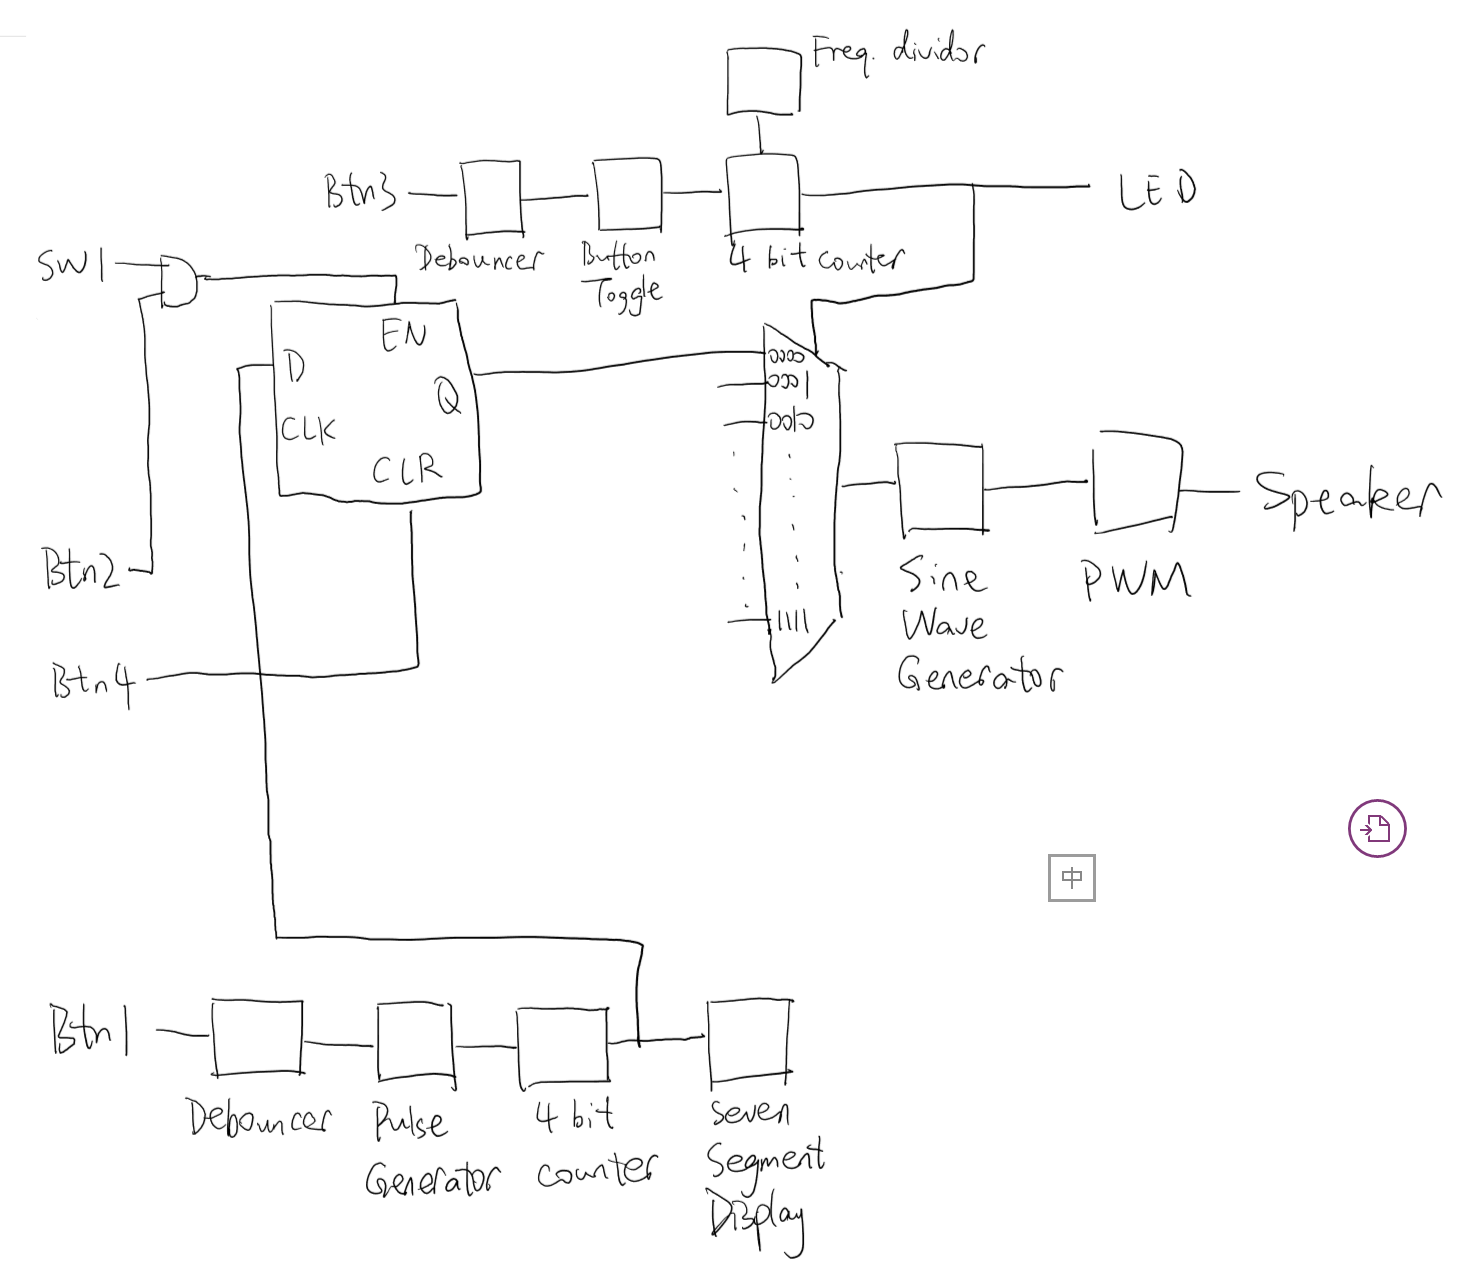 Freq. dividor
Btn3
LED
Debouncer
Button
Toggle
4 bit counter
SW1
EN
D
Q
CLK
CLR
0000
0001
0010
1111
Btn2
Btn4
Sine
Wave
Generator
PWM
Speaker
中
Btn1
Debouncer
Pulse
Generator
4 bit
counter
Seven
Segment
Display